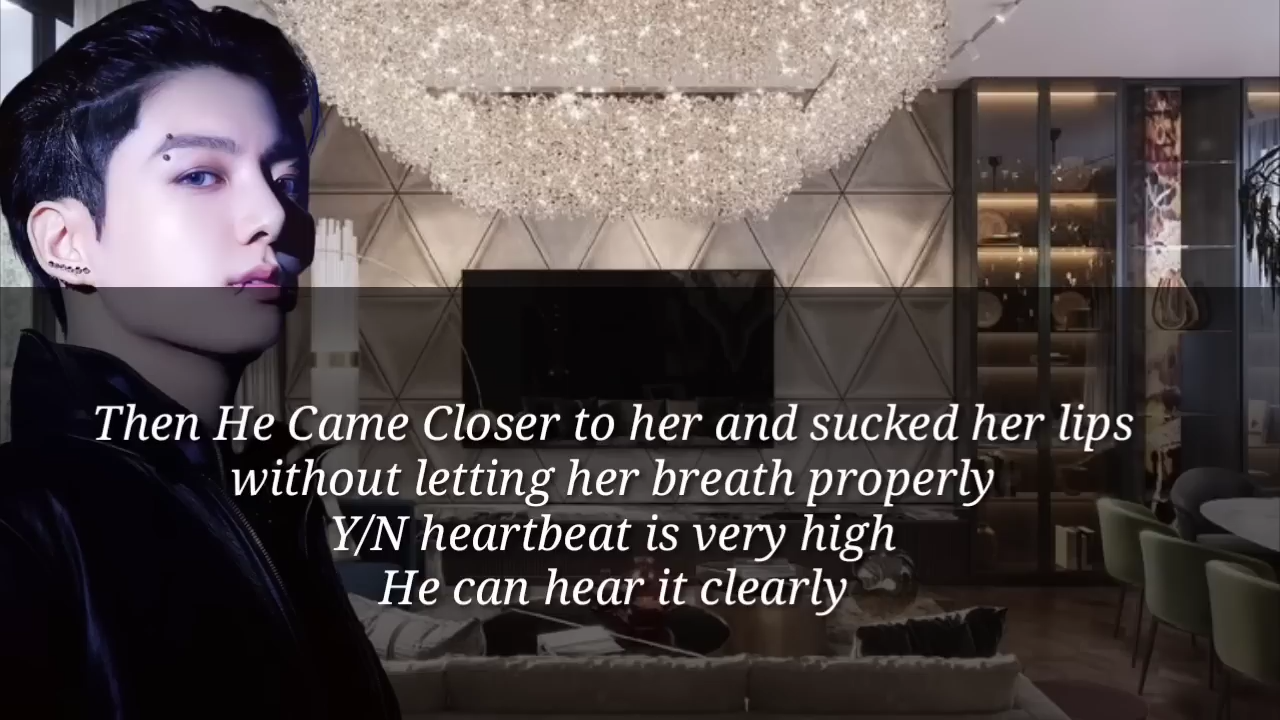 Then He Came Closer to her and sucked her lips
without letting her breath properly
Y/N heartbeat is very high
He can hear it clearly